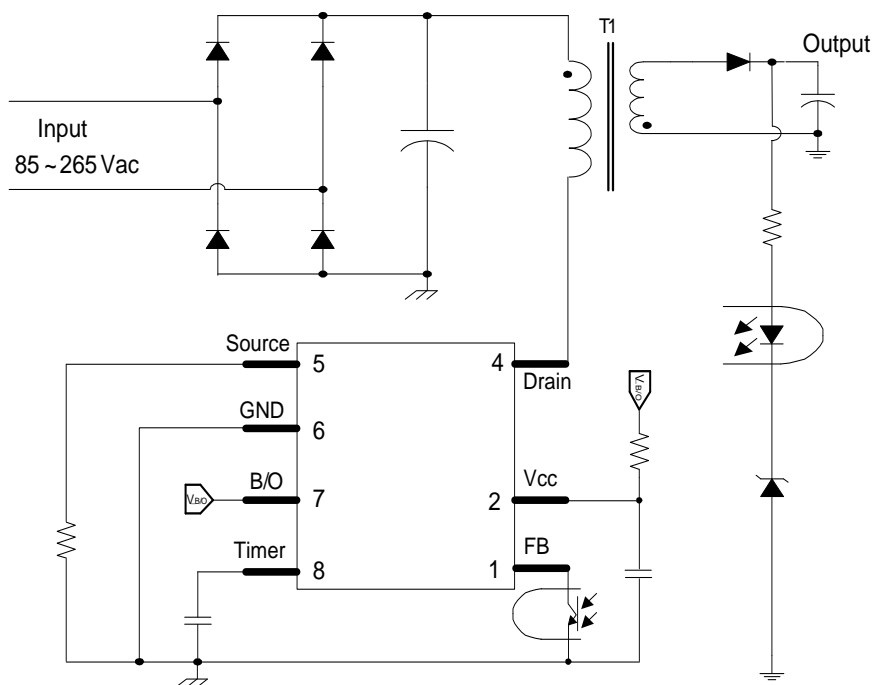 T1
Output
Input
85 ~ 265 Vac
Source
5
4
Drain
GND
6
V.B/O
B/O
7
V.B/O
Vcc
2
Timer
8
FB
1